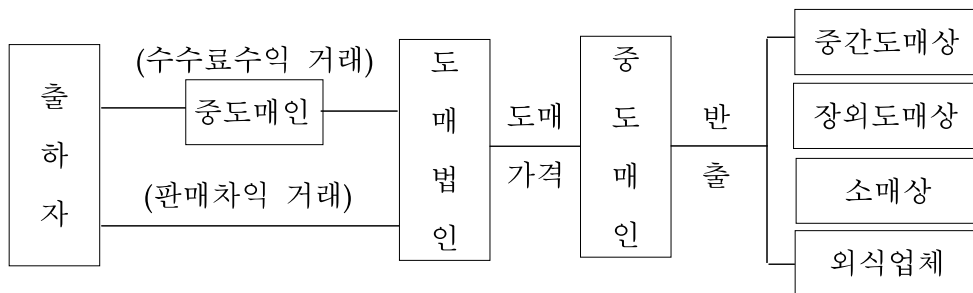 출하자
(수수료수익 거래)
중도매인
(판매차익 거래)
도매법인
도매
가격
중도매인
반
출
중간도매상
장외도매상
소매상
외식업체